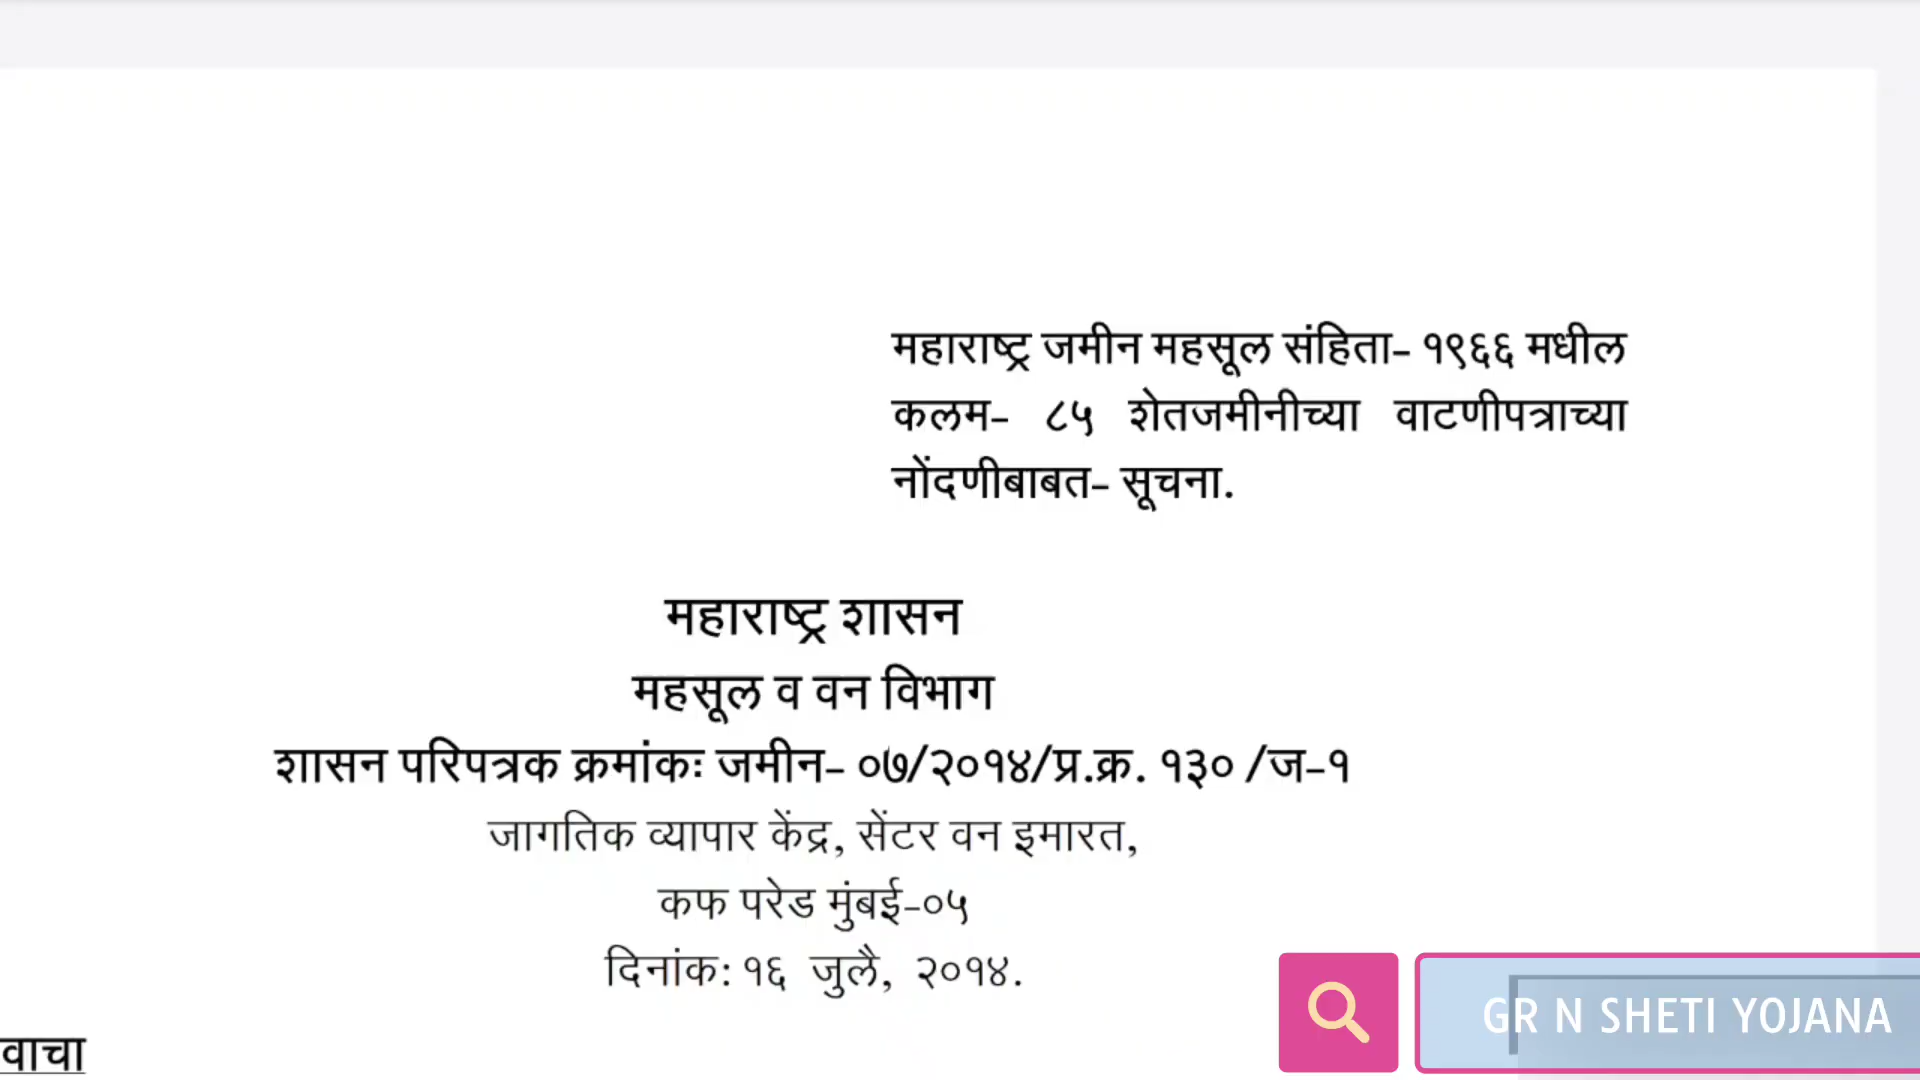 महाराष्ट्र जमीन महसूल संहिता- १९६६ मधील
कलम- ८५ शेतजमीनीच्या वाटणीपत्राच्या
नोंदणीबाबत- सूचना.
महाराष्ट्र शासन
महसूल व वन विभाग
शासन परिपत्रक क्रमांकः जमीन- ०७/२०१४/प्र.क्र. १३० /ज-१
जागतिक व्यापार केंद्र, सेंटर वन इमारत,
कफ परेड मुंबई-०५
दिनांक: १६ जुलै, २०१४.
वाचा
GR N SHETI YOJANA